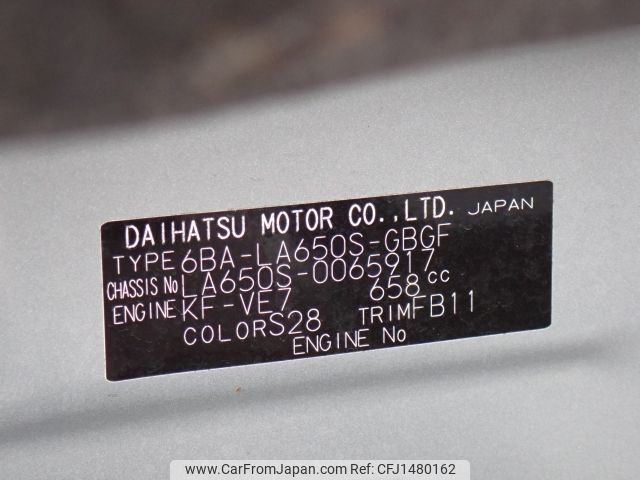 DAIHATSU MOTOR CO.,LTD. JAPAN
TYPE 6BA-LA650S-GBGF
CHASSIS No LA650S-0065917
ENGINE KF-VE7 658 cc
COLOR S28 TRIM FB11
ENGINE No
www.CarFromJapan.com CFJ1480162